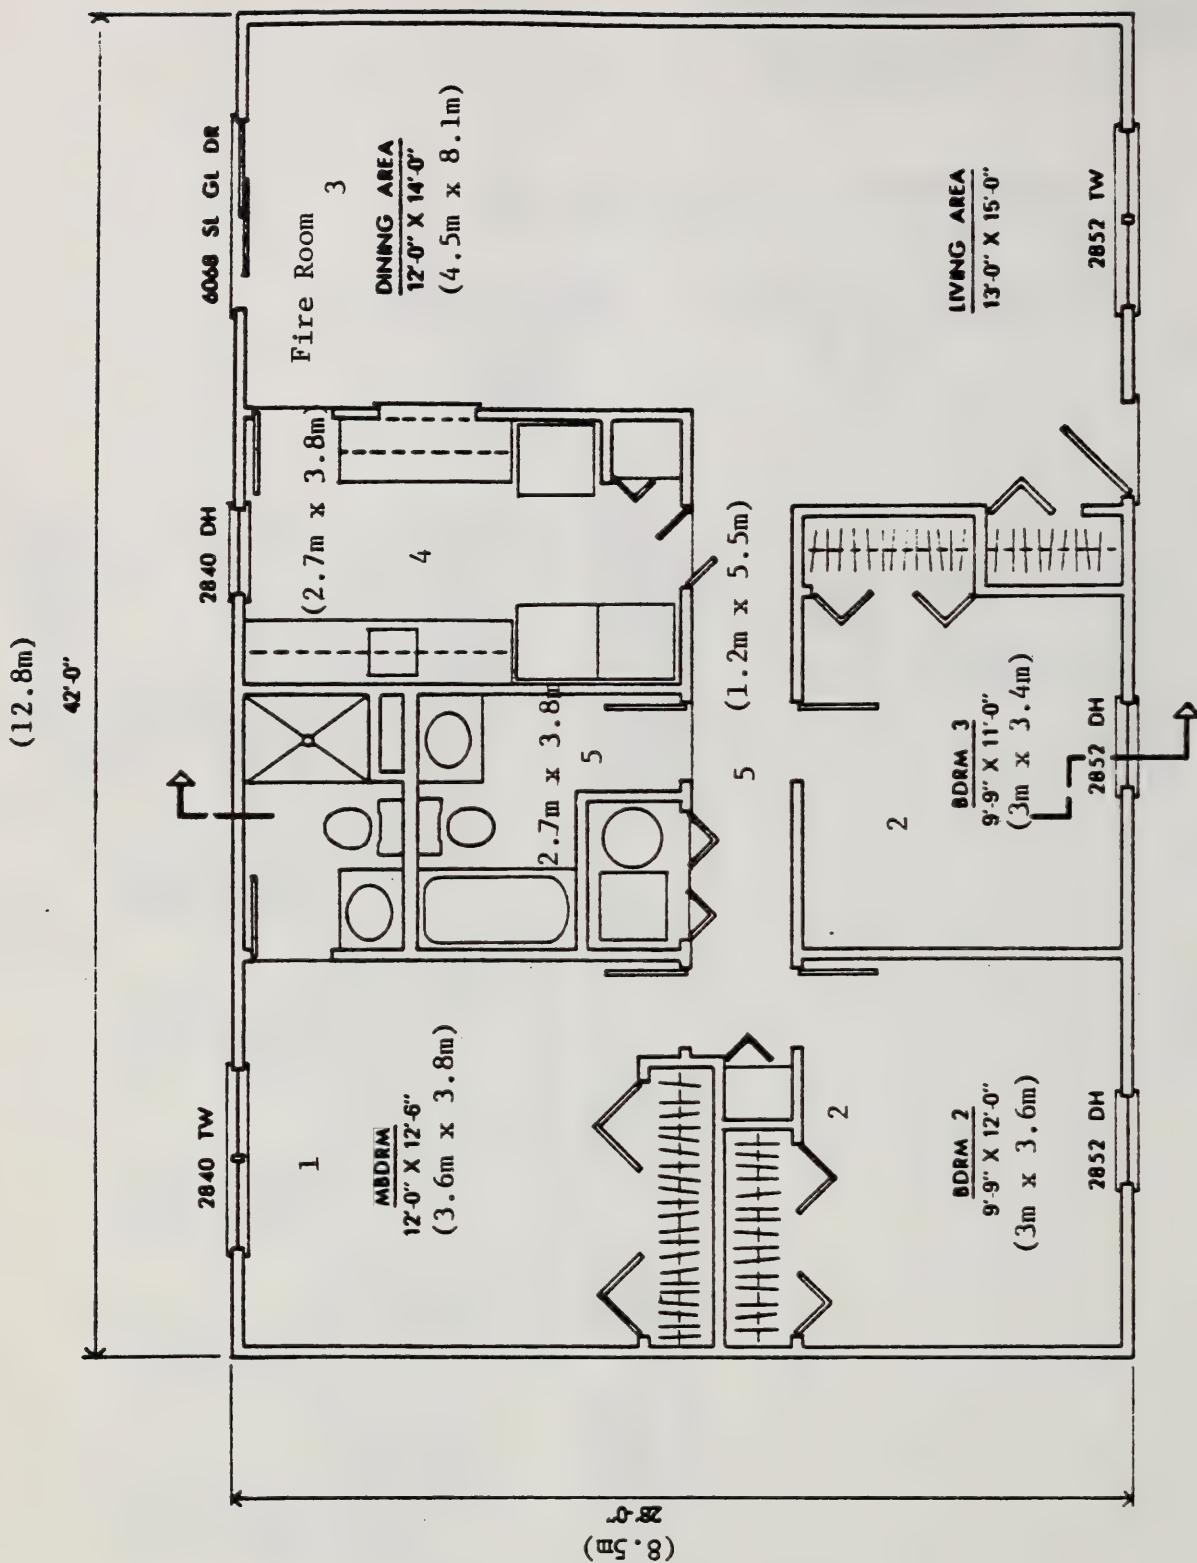 (12.8m)
42'-0"
2840 TW
2840 DH
6068 SL GL DR
1
MBDRM
12'-0" X 12'-6"
(3.6m x 3.8m)
(2.7m x 3.8m)
4
Fire Room
3
DINING AREA
12'-0" X 14'-0"
(4.5m x 8.1m)
2.7m x 3.8m
5
5
(1.2m x 5.5m)
2
BDRM 2
9'-9" X 12'-0"
(3m x 3.6m)
2852 DH
2
BDRM 3
9'-9" X 11'-0"
(3m x 3.4m)
2852 DH
LIVING AREA
13'-0" X 15'-0"
2852 TW
28'-0"
(8.5m)